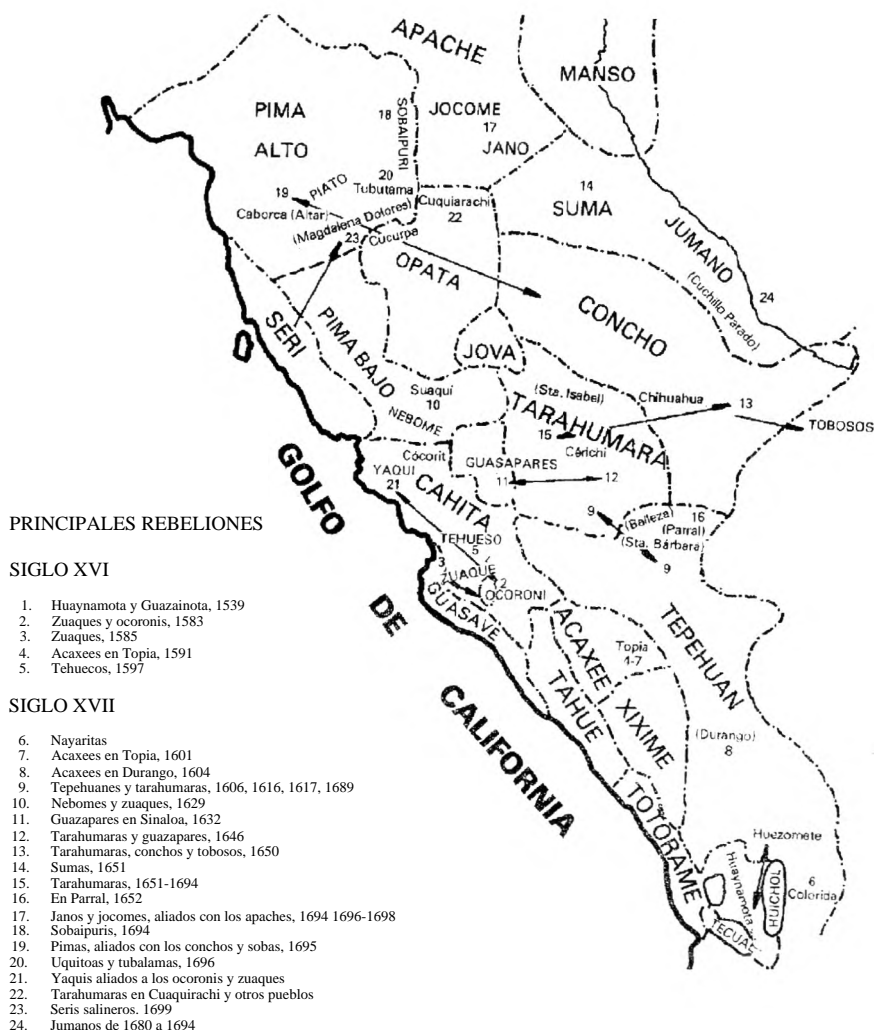 APACHE
MANSO
PIMA
ALTO
18
SOBAIPURI
JOCOME
17
JANO
14
SUMA
JUMANO
24
(Cuchillo Parado)
20
Tubutama
19
PIATO
Caborca (Altar)
(Magdalena Dolores)
23 Cucurpa
Cuquiarachi
22
OPATA
CONCHO
SERI
PIMA BAJO
JOVA
Suaqui
10
NEBOME
(Sta. Isabel)
Chihuahua
13
TOBOSOS
TARAHUMARA
15
Cárichi
GUASAPARES
11
12
Cócorit
YAQUI
21
CAHITA
9
(Balleza)
16
(Parral)
(Sta. Bárbara)
9
TEHUESO
5
3
ZUAQUE
2
OCORONI
GUASAVE
GOLFO
DE
CALIFORNIA
ACAXEE
Topia
4-7
TAHUE
XIXIME
TEPEHUAN
(Durango)
8
TOTORAME
Huezomete
Huaynamota
HUICHOL
6
Colorida
TECUAL
PRINCIPALES REBELIONES
SIGLO XVI
1. Huaynamota y Guazainota, 1539
2. Zuaques y ocoronis, 1583
3. Zuaques, 1585
4. Acaxees en Topia, 1591
5. Tehuecos, 1597
SIGLO XVII
6. Nayaritas
7. Acaxees en Topia, 1601
8. Acaxees en Durango, 1604
9. Tepehuanes y tarahumaras, 1606, 1616, 1617, 1689
10. Nebomes y zuaques, 1629
11. Guazapares en Sinaloa, 1632
12. Tarahumaras y guazapares, 1646
13. Tarahumaras, conchos y tobosos, 1650
14. Sumas, 1651
15. Tarahumaras, 1651-1694
16. En Parral, 1652
17. Janos y jocomes, aliados con los apaches, 1694 1696-1698
18. Sobaipuris, 1694
19. Pimas, aliados con los conchos y sobas, 1695
20. Uquitoas y tubalamas, 1696
21. Yaquis aliados a los ocoronis y zuaques
22. Tarahumaras en Cuaquirachi y otros pueblos
23. Seris salineros. 1699
24. Jumanos de 1680 a 1694